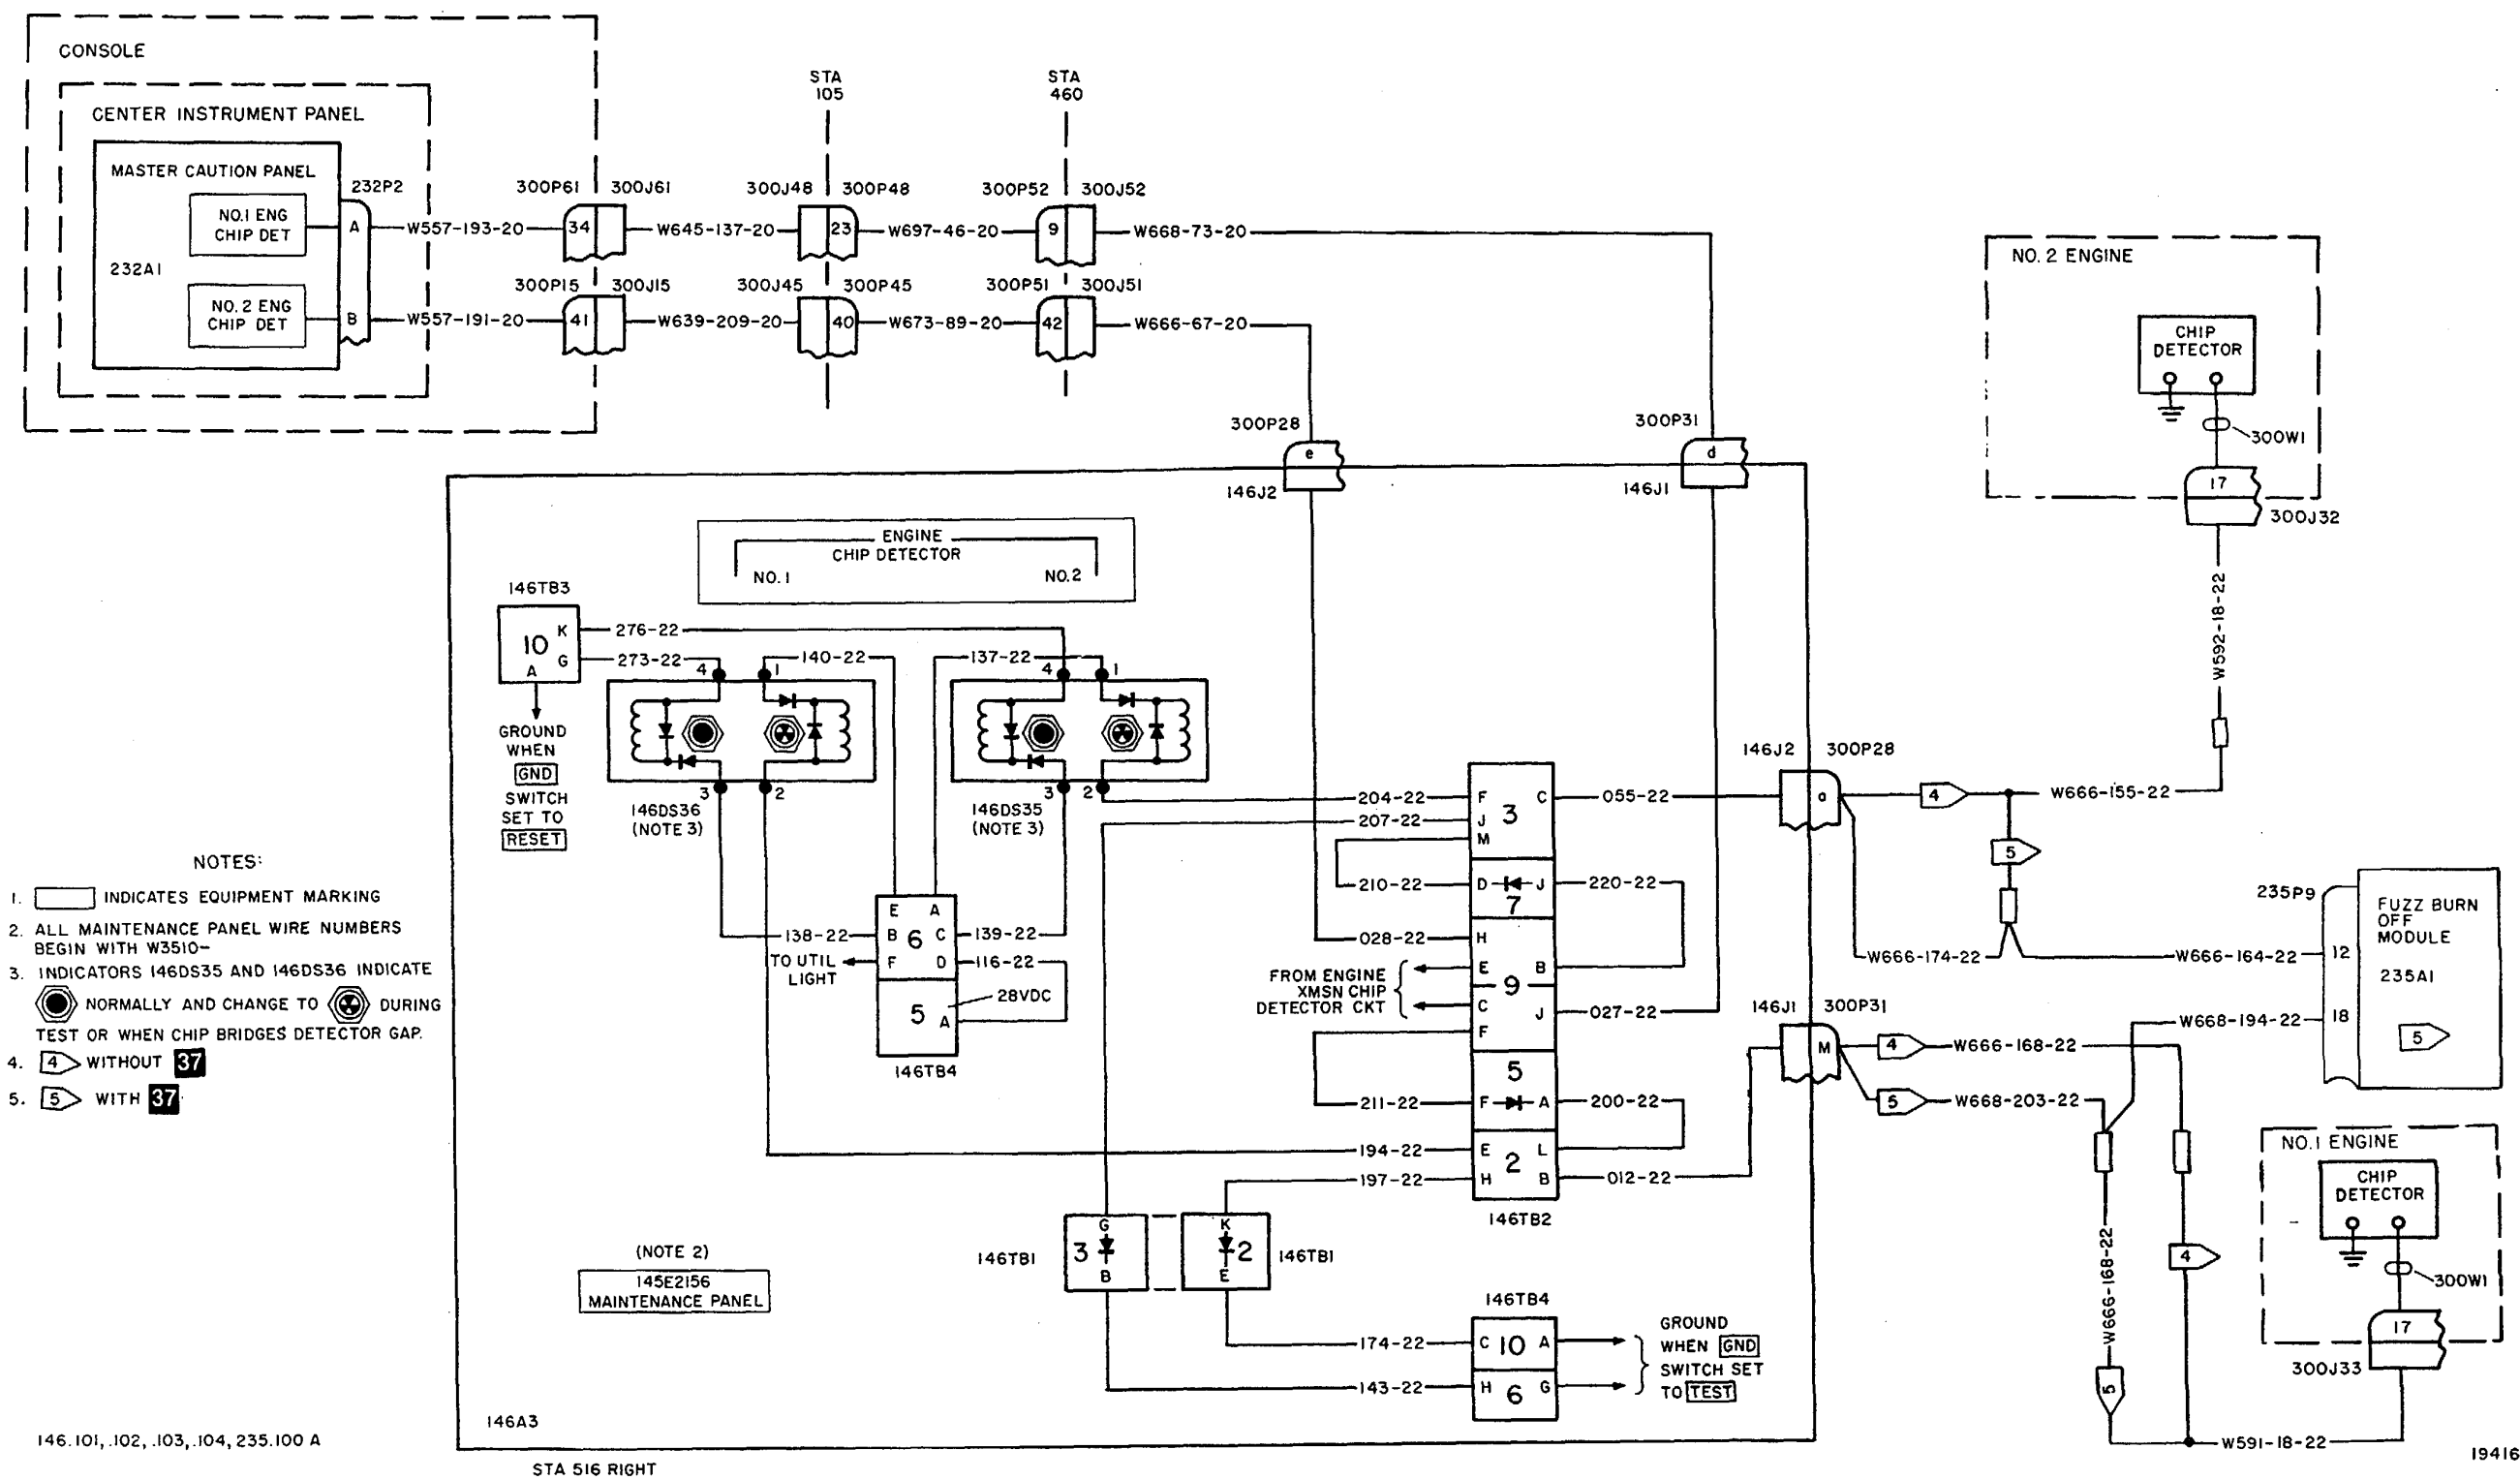 CONSOLE
CENTER INSTRUMENT PANEL
MASTER CAUTION PANEL
232P2
NO.1 ENG
CHIP DET
A
232A1
NO.2 ENG
CHIP DET
B
STA
105
STA
460
300P61
300J61
300J48
300P48
300P52
300J52
W557-193-20
34
W645-137-20
23
W697-46-20
9
W668-73-20
300P15
300J15
300J45
300P45
300P51
300J51
W557-191-20
41
W639-209-20
40
W673-89-20
42
W666-67-20
NO. 2 ENGINE
CHIP
DETECTOR
300W1
17
300J32
W592-18-22
300P28
e
146J2
300P31
d
146J1
ENGINE
CHIP DETECTOR
NO.1
NO.2
146TB3
10
K
G
A
276-22
273-22
4
1
140-22
137-22
4
1
GROUND
WHEN
GND
SWITCH
SET TO
RESET
3
2
146DS36
(NOTE 3)
3
2
146DS35
(NOTE 3)
138-22
E A
B 6 C
F D
139-22
116-22
TO UTIL
LIGHT
28VDC
5 A
146TB4
204-22
F
3
C
055-22
207-22
J
M
210-22
D
J
7
220-22
028-22
H
E
B
9
FROM ENGINE
XMSN CHIP
DETECTOR CKT
C
J
027-22
F
5
211-22
F
A
200-22
194-22
E
L
2
197-22
H
B
012-22
146TB2
146J2
300P28
a
4
W666-155-22
5
W666-174-22
W666-164-22
235P9
12
18
FUZZ BURN
OFF
MODULE
235A1
5
146J1
300P31
M
4
W666-168-22
5
W668-203-22
W668-194-22
W666-168-22
5
4
NO.1 ENGINE
CHIP
DETECTOR
300W1
17
300J33
W591-18-22
146TB1
G
3
B
K
2
E
146TB1
146TB4
174-22
C 10 A
143-22
H 6 G
GROUND
WHEN GND
SWITCH SET
TO TEST
(NOTE 2)
145E2156
MAINTENANCE PANEL
146A3
STA 516 RIGHT
NOTES:
1. INDICATES EQUIPMENT MARKING
2. ALL MAINTENANCE PANEL WIRE NUMBERS
BEGIN WITH W3510-
3. INDICATORS 146DS35 AND 146DS36 INDICATE
NORMALLY AND CHANGE TO DURING
TEST OR WHEN CHIP BRIDGES DETECTOR GAP.
4. 4 WITHOUT 37
5. 5 WITH 37
146.101, .102, .103, .104, 235.100 A
19416